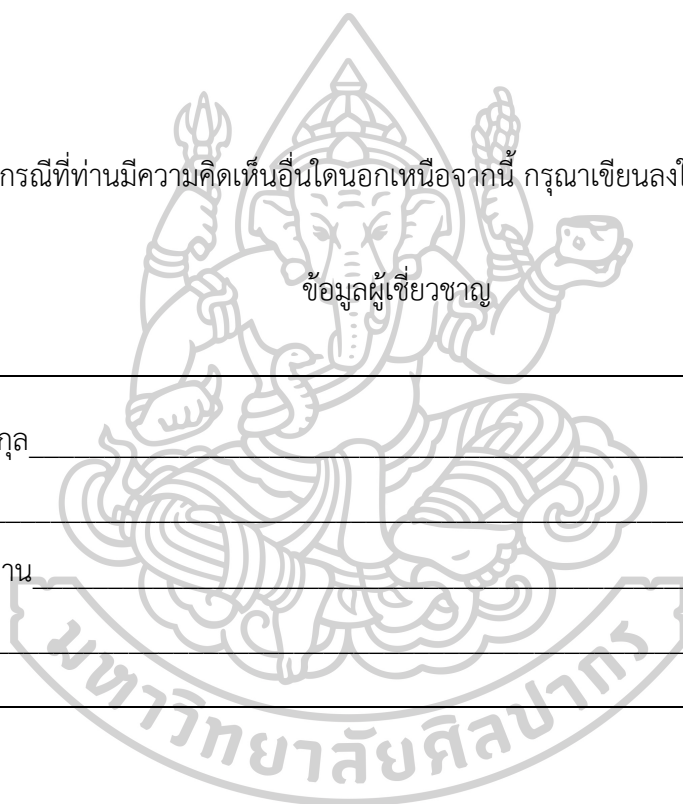 กรณีที่ท่านมีความคิดเห็นอื่นใดนอกเหนือจากนี้ กรุณาเขียนลงใ
ข้อมูลผู้เชี่ยวชาญ
กุล
าน
มหาวิทยาลัยศิลปากร